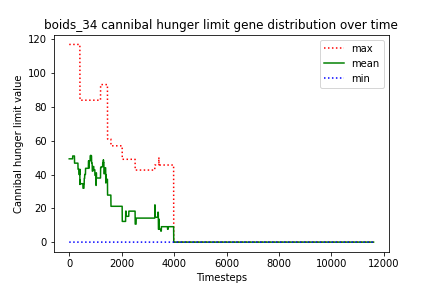 boids_34 cannibal hunger limit gene distribution over time
120
100
80
60
40
20
0
Cannibal hunger limit value
max
mean
min
0 2000 4000 6000 8000 10000 12000
Timesteps